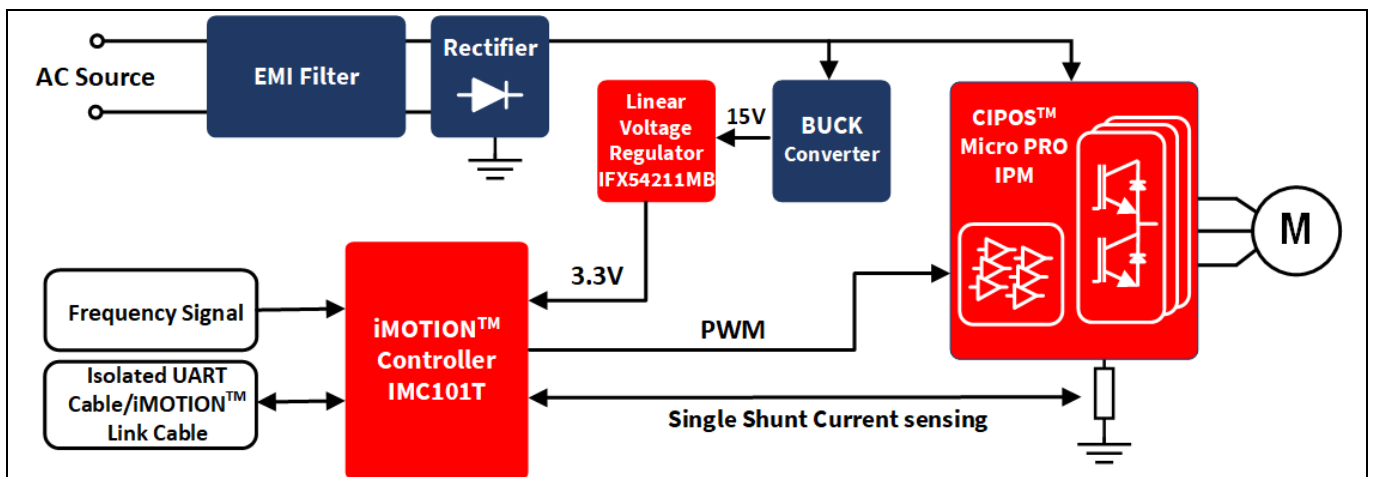 AC Source
EMI Filter
Rectifier
Linear
Voltage
Regulator
IFX54211MB
15V
BUCK
Converter
CIPOS™
Micro PRO
IPM
M
3.3V
Frequency Signal
Isolated UART
Cable/iMOTION™
Link Cable
iMOTION™
Controller
IMC101T
PWM
Single Shunt Current sensing